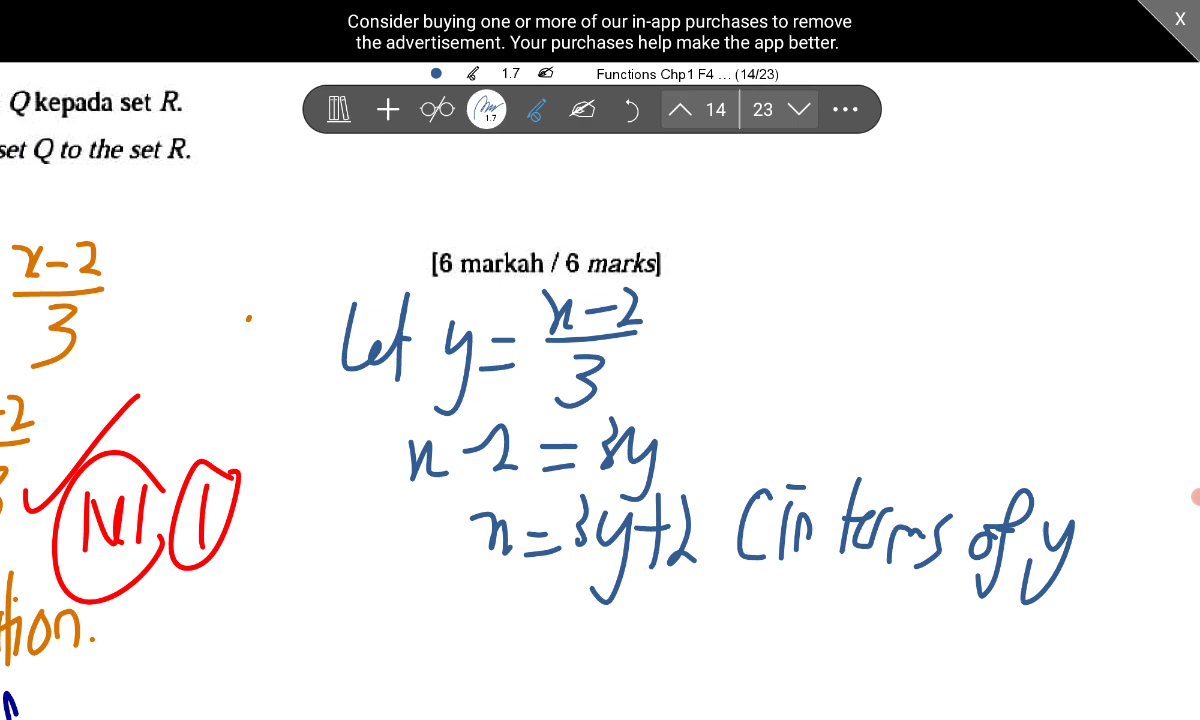 Consider buying one or more of our in-app purchases to remove
the advertisement. Your purchases help make the app better.
X
1.7 Functions Chp1 F4 ... (14/23)
1.7 14 23
Q kepada set R.
set Q to the set R.
[6 markah / 6 marks]
x-2
3
Let y = x-2
3
-2
x-2=3y
N1, 1
x=3y+2 (in terms of y
tion.